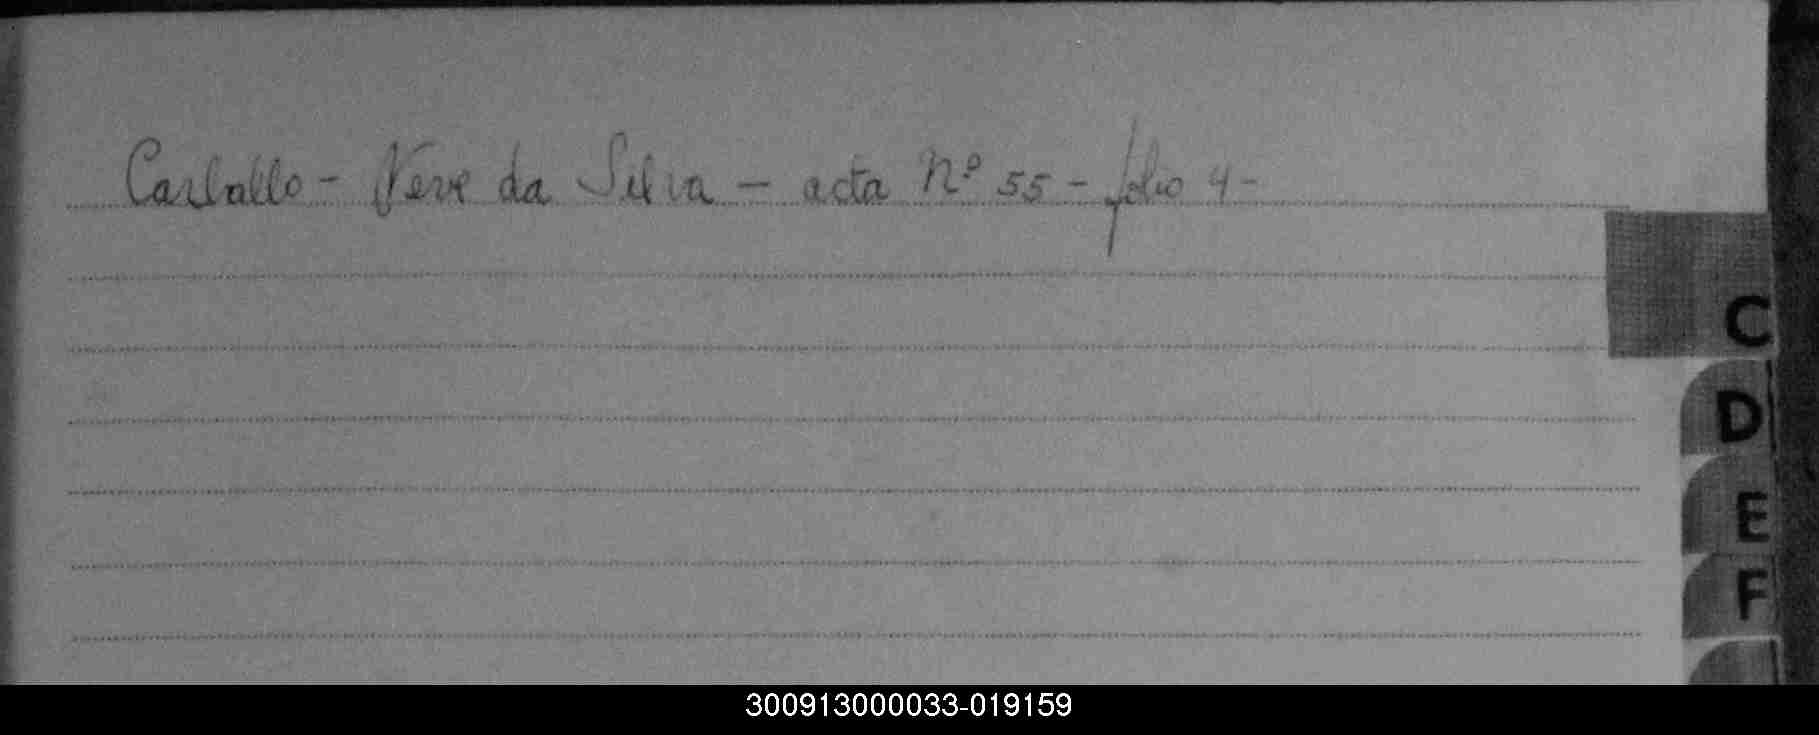 Carballo - Neve da Silva - acta Nº 55 - folio 4 -
C
D
E
F
300913000033-019159